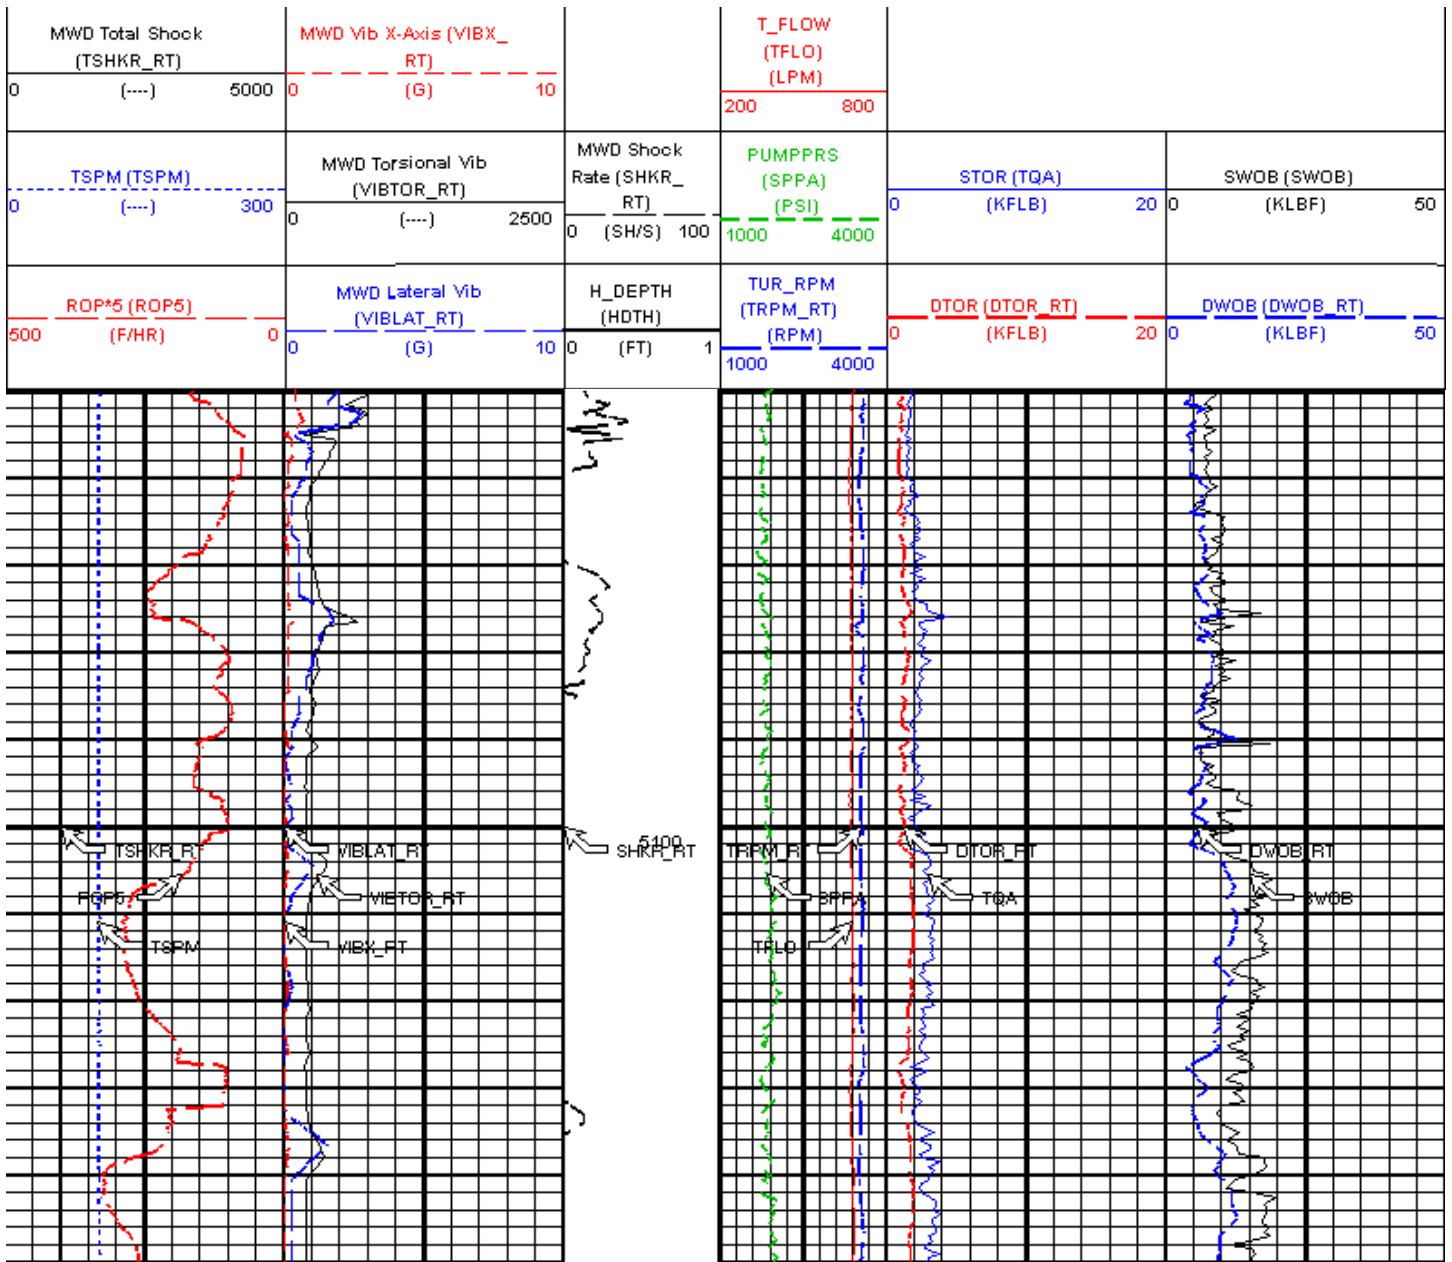 MWD Total Shock
(TSHKR_RT)
0 (----) 5000
MWD Vib X-Axis (VIBX_
RT)
0 (G) 10
T_FLOW
(TFLO)
(LPM)
200 800
TSPM (TSPM)
0 (----) 300
MWD Torsional Vib
(VIBTOR_RT)
0 (----) 2500
MWD Shock
Rate (SHKR_
RT)
0 (SH/S) 100
PUMPPRS
(SPPA)
(PSI)
1000 4000
STOR (TQA)
0 (KFLB) 20
SWOB (SWOB)
0 (KLBF) 50
ROP*5 (ROP5)
500 (F/HR) 0
MWD Lateral Vib
(VIBLAT_RT)
0 (G) 10
H_DEPTH
(HDTH)
0 (FT) 1
TUR_RPM
(TRPM_RT)
(RPM)
1000 4000
DTOR (DTOR_RT)
0 (KFLB) 20
DWOB (DWOB_RT)
0 (KLBF) 50
5100
TSHKR_RT
VIBLAT_RT
SHKR_RT
TRPM_RT
DTOR_RT
DWOB_RT
ROP5
VIBTOR_RT
SPPA
TQA
SWOB
TSPM
VIBX_RT
TFLO